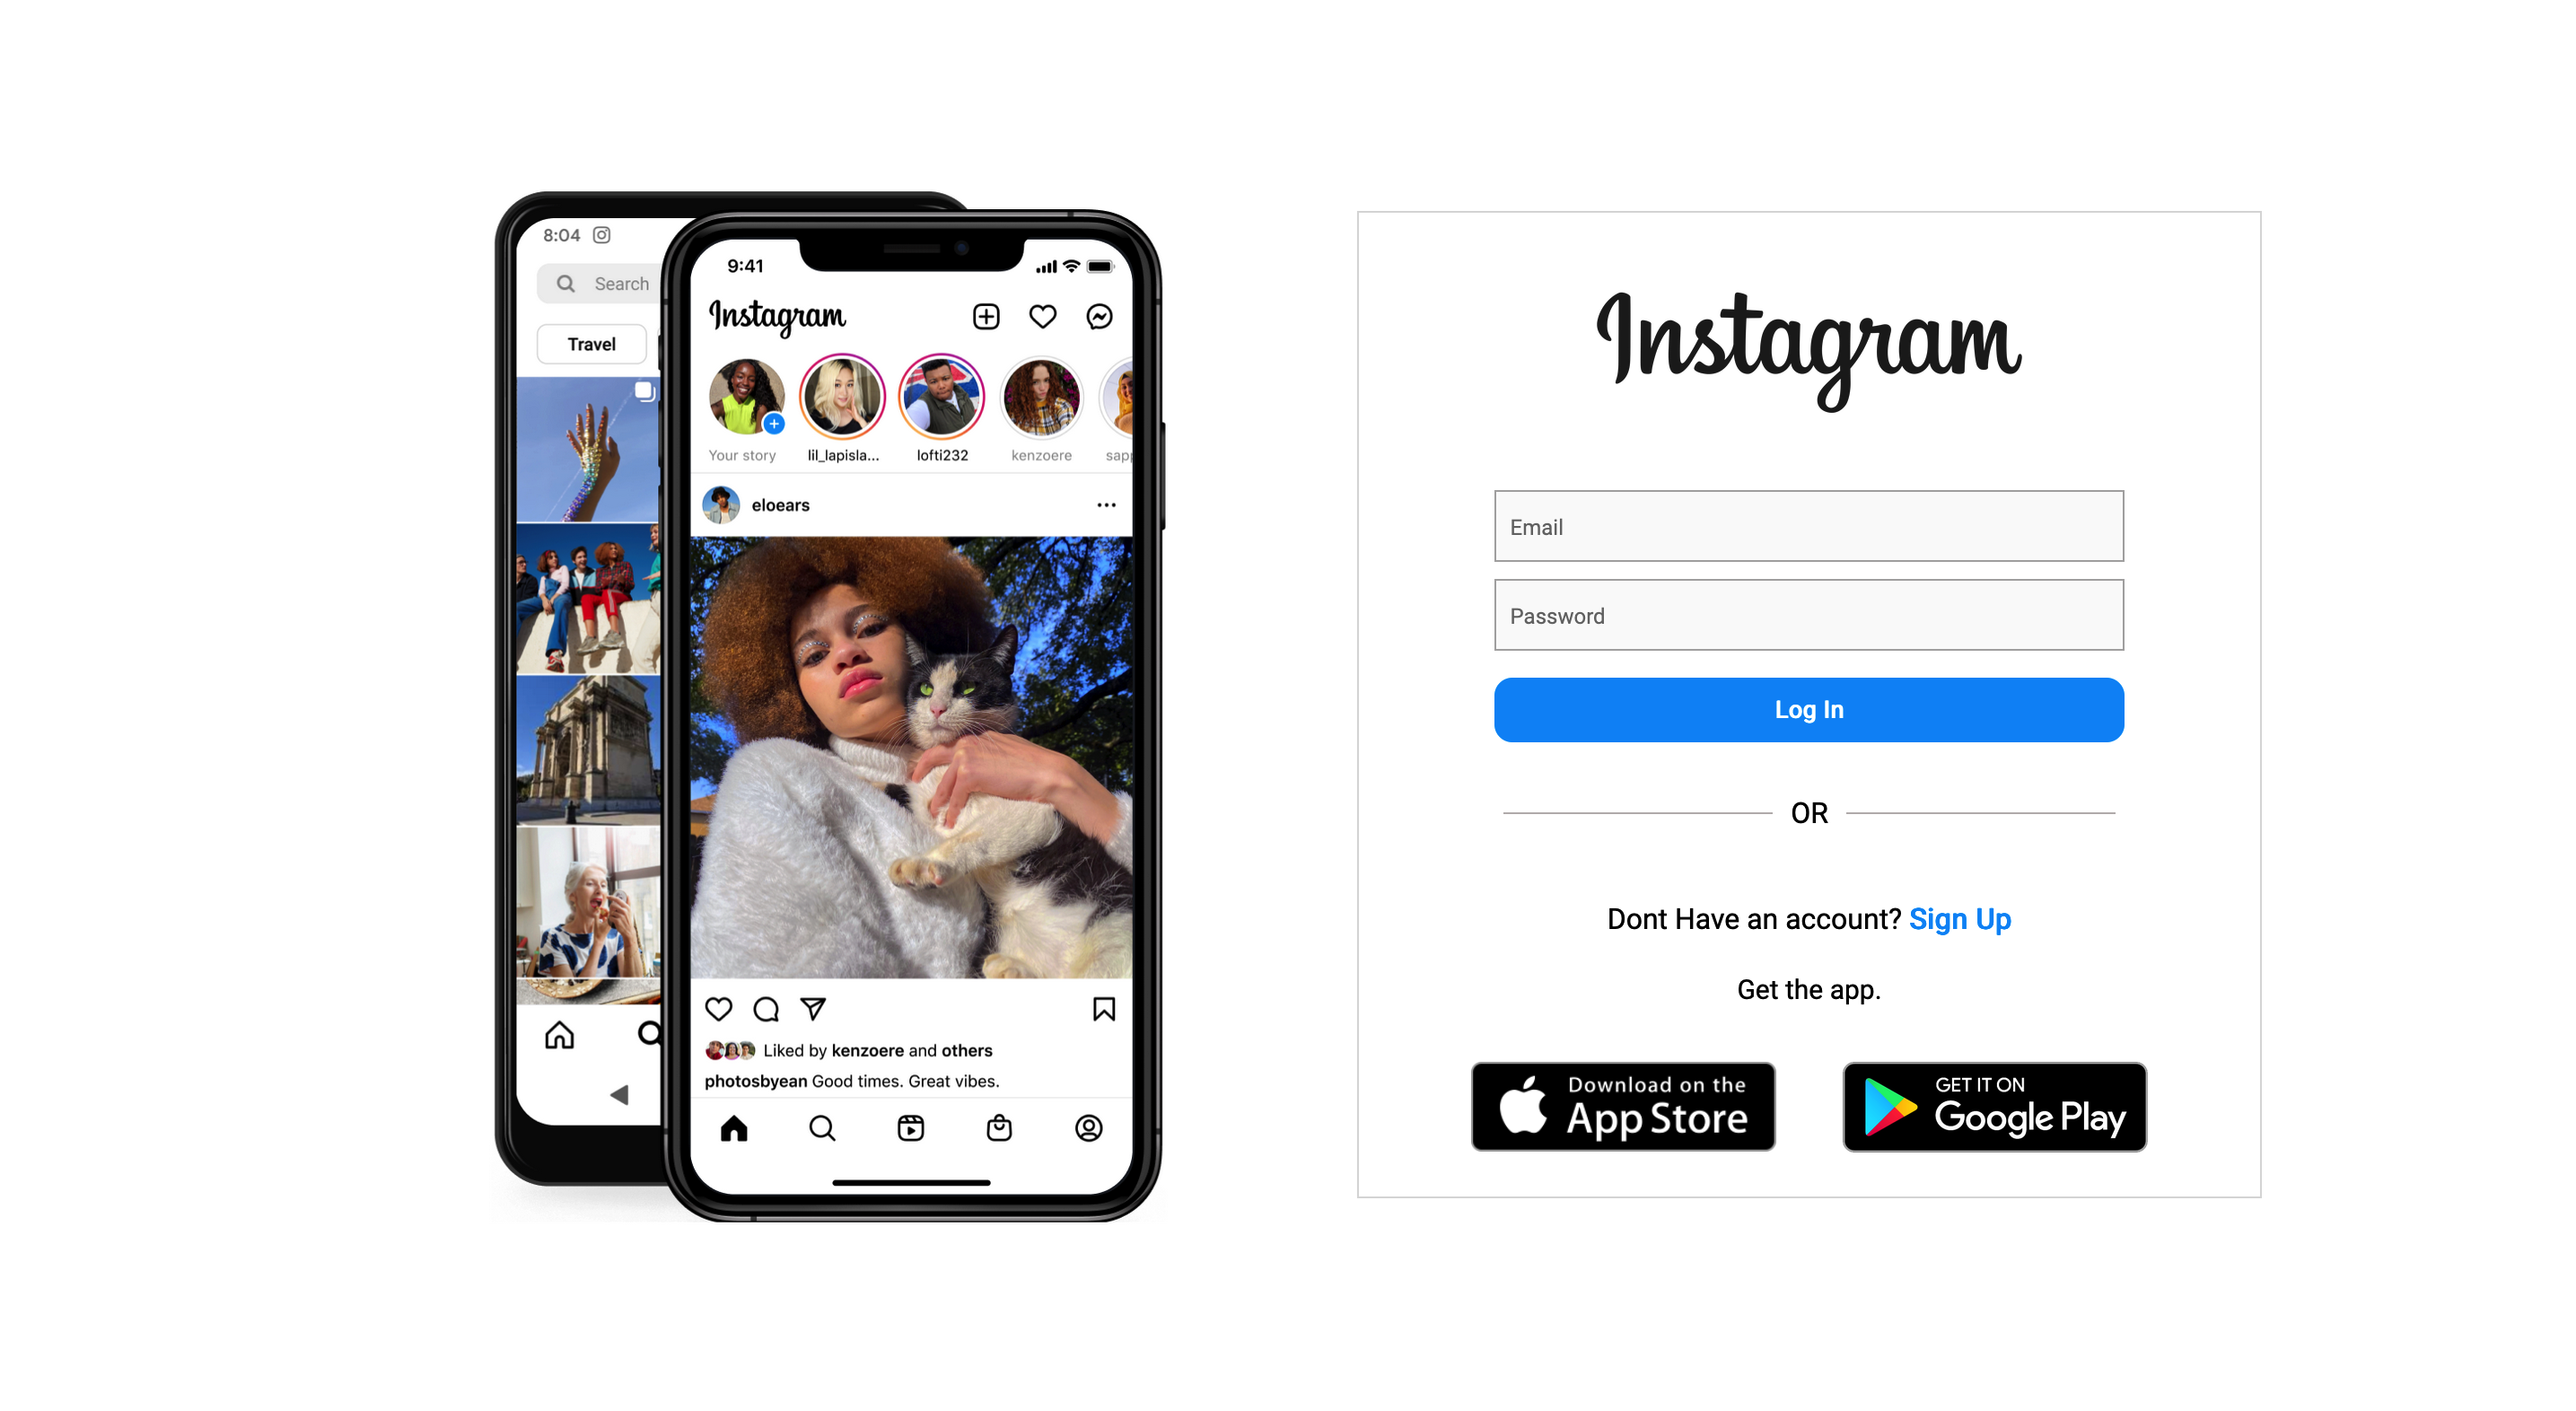 8:04
Search
Travel
9:41
Instagram
Your story
lil_lapisla...
lofti232
kenzoere
eloears
Liked by kenzoere and others
photosbyean Good times. Great vibes.
Instagram
Email
Password
Log In
OR
Dont Have an account? Sign Up
Get the app.
Download on the
App Store
GET IT ON
Google Play